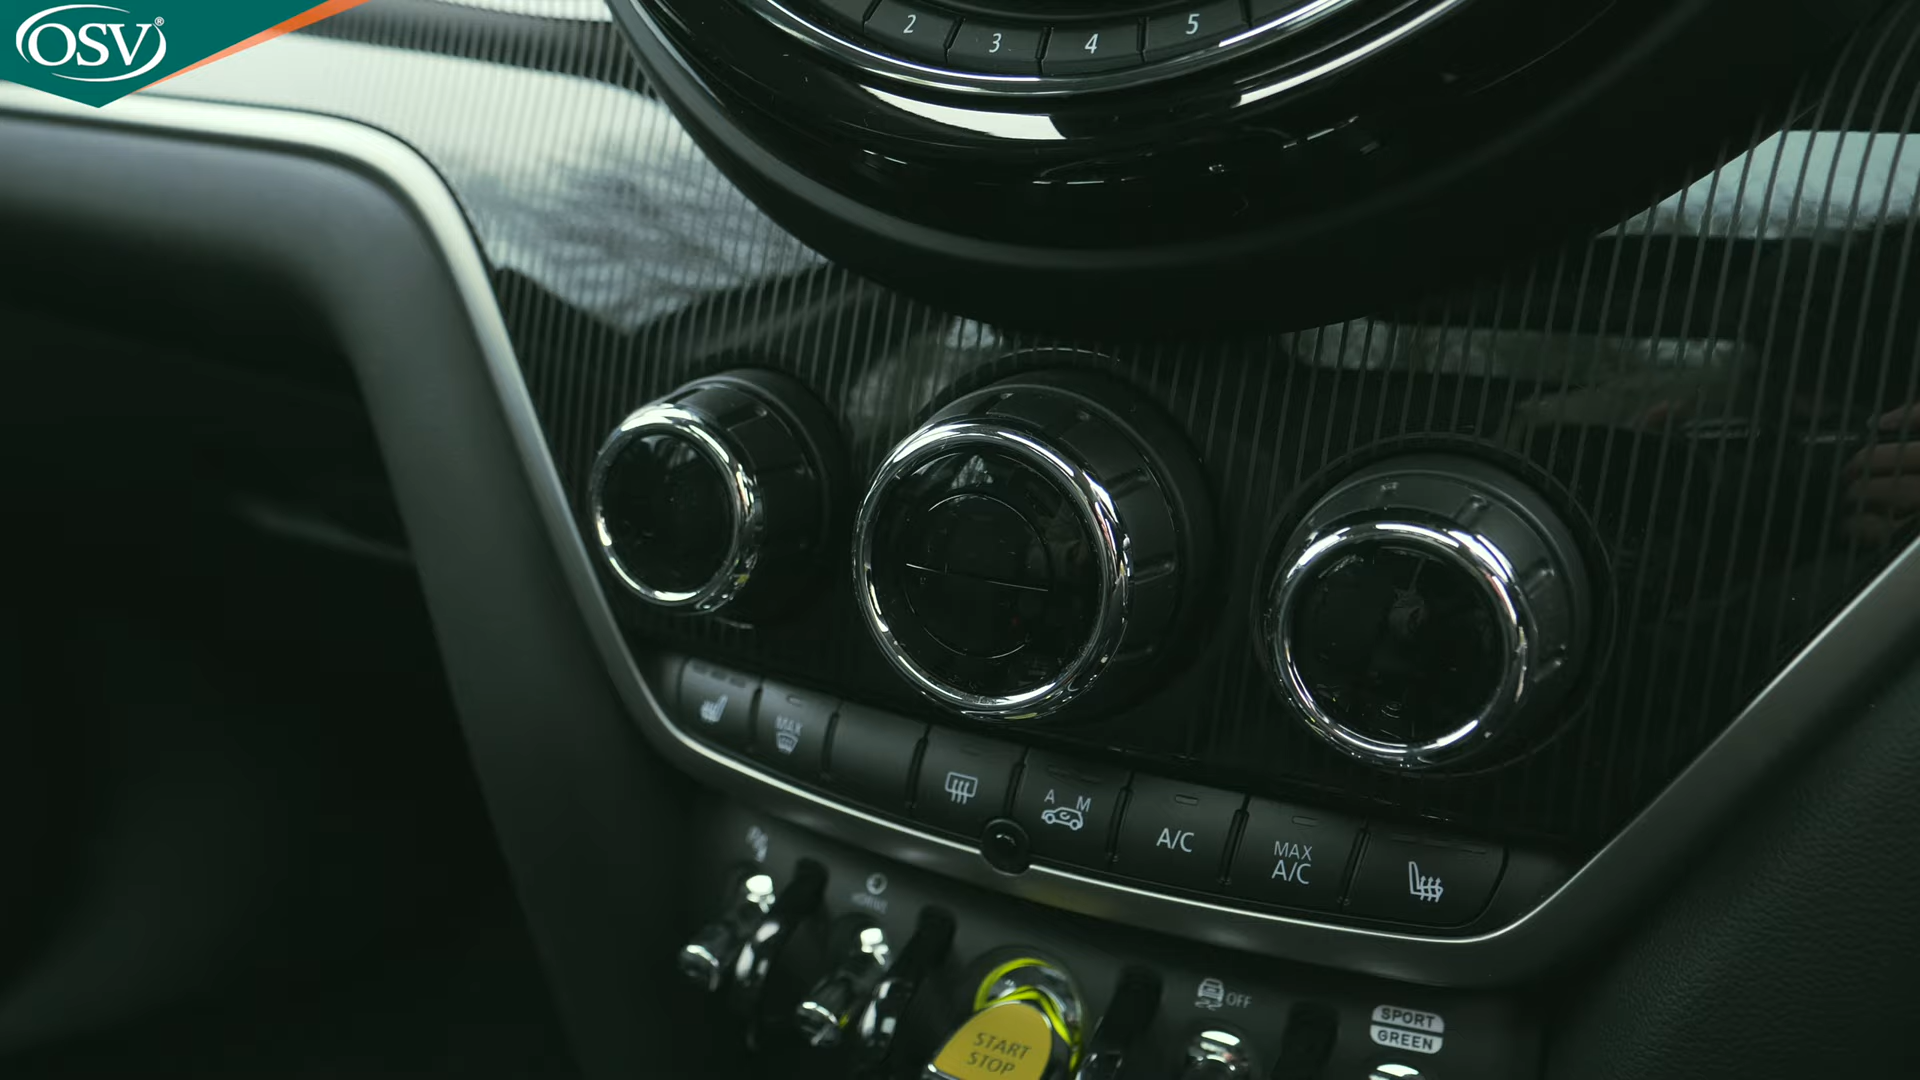 OSV®
2 3 4 5
MAX
A M
A/C
MAX
A/C
OFF
SPORT
GREEN
START
STOP